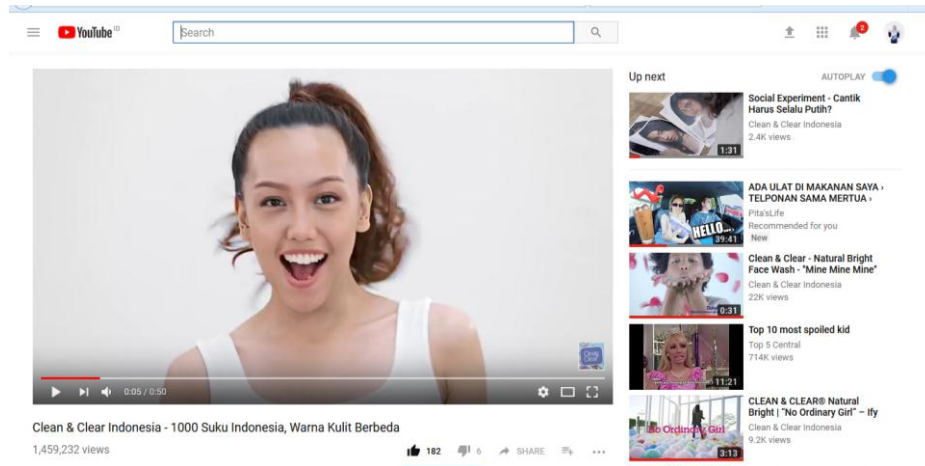 YouTube ID
Search
2
Clean & Clear
0:05 / 0:50
Clean & Clear Indonesia - 1000 Suku Indonesia, Warna Kulit Berbeda
1,459,232 views
182
6
SHARE
Up next
AUTOPLAY
1:31
Social Experiment - Cantik
Harus Selalu Putih?
Clean & Clear Indonesia
2.4K views
HELLO....
39:41
ADA ULAT DI MAKANAN SAYA ›
TELPONAN SAMA MERTUA ›
Pita'sLife
Recommended for you
New
0:31
Clean & Clear - Natural Bright
Face Wash - "Mine Mine Mine"
Clean & Clear Indonesia
22K views
11:21
Top 10 most spoiled kid
Top 5 Central
714K views
No Ordinary Girl
3:13
CLEAN & CLEAR® Natural
Bright | "No Ordinary Girl" – Ify
Clean & Clear Indonesia
9.2K views